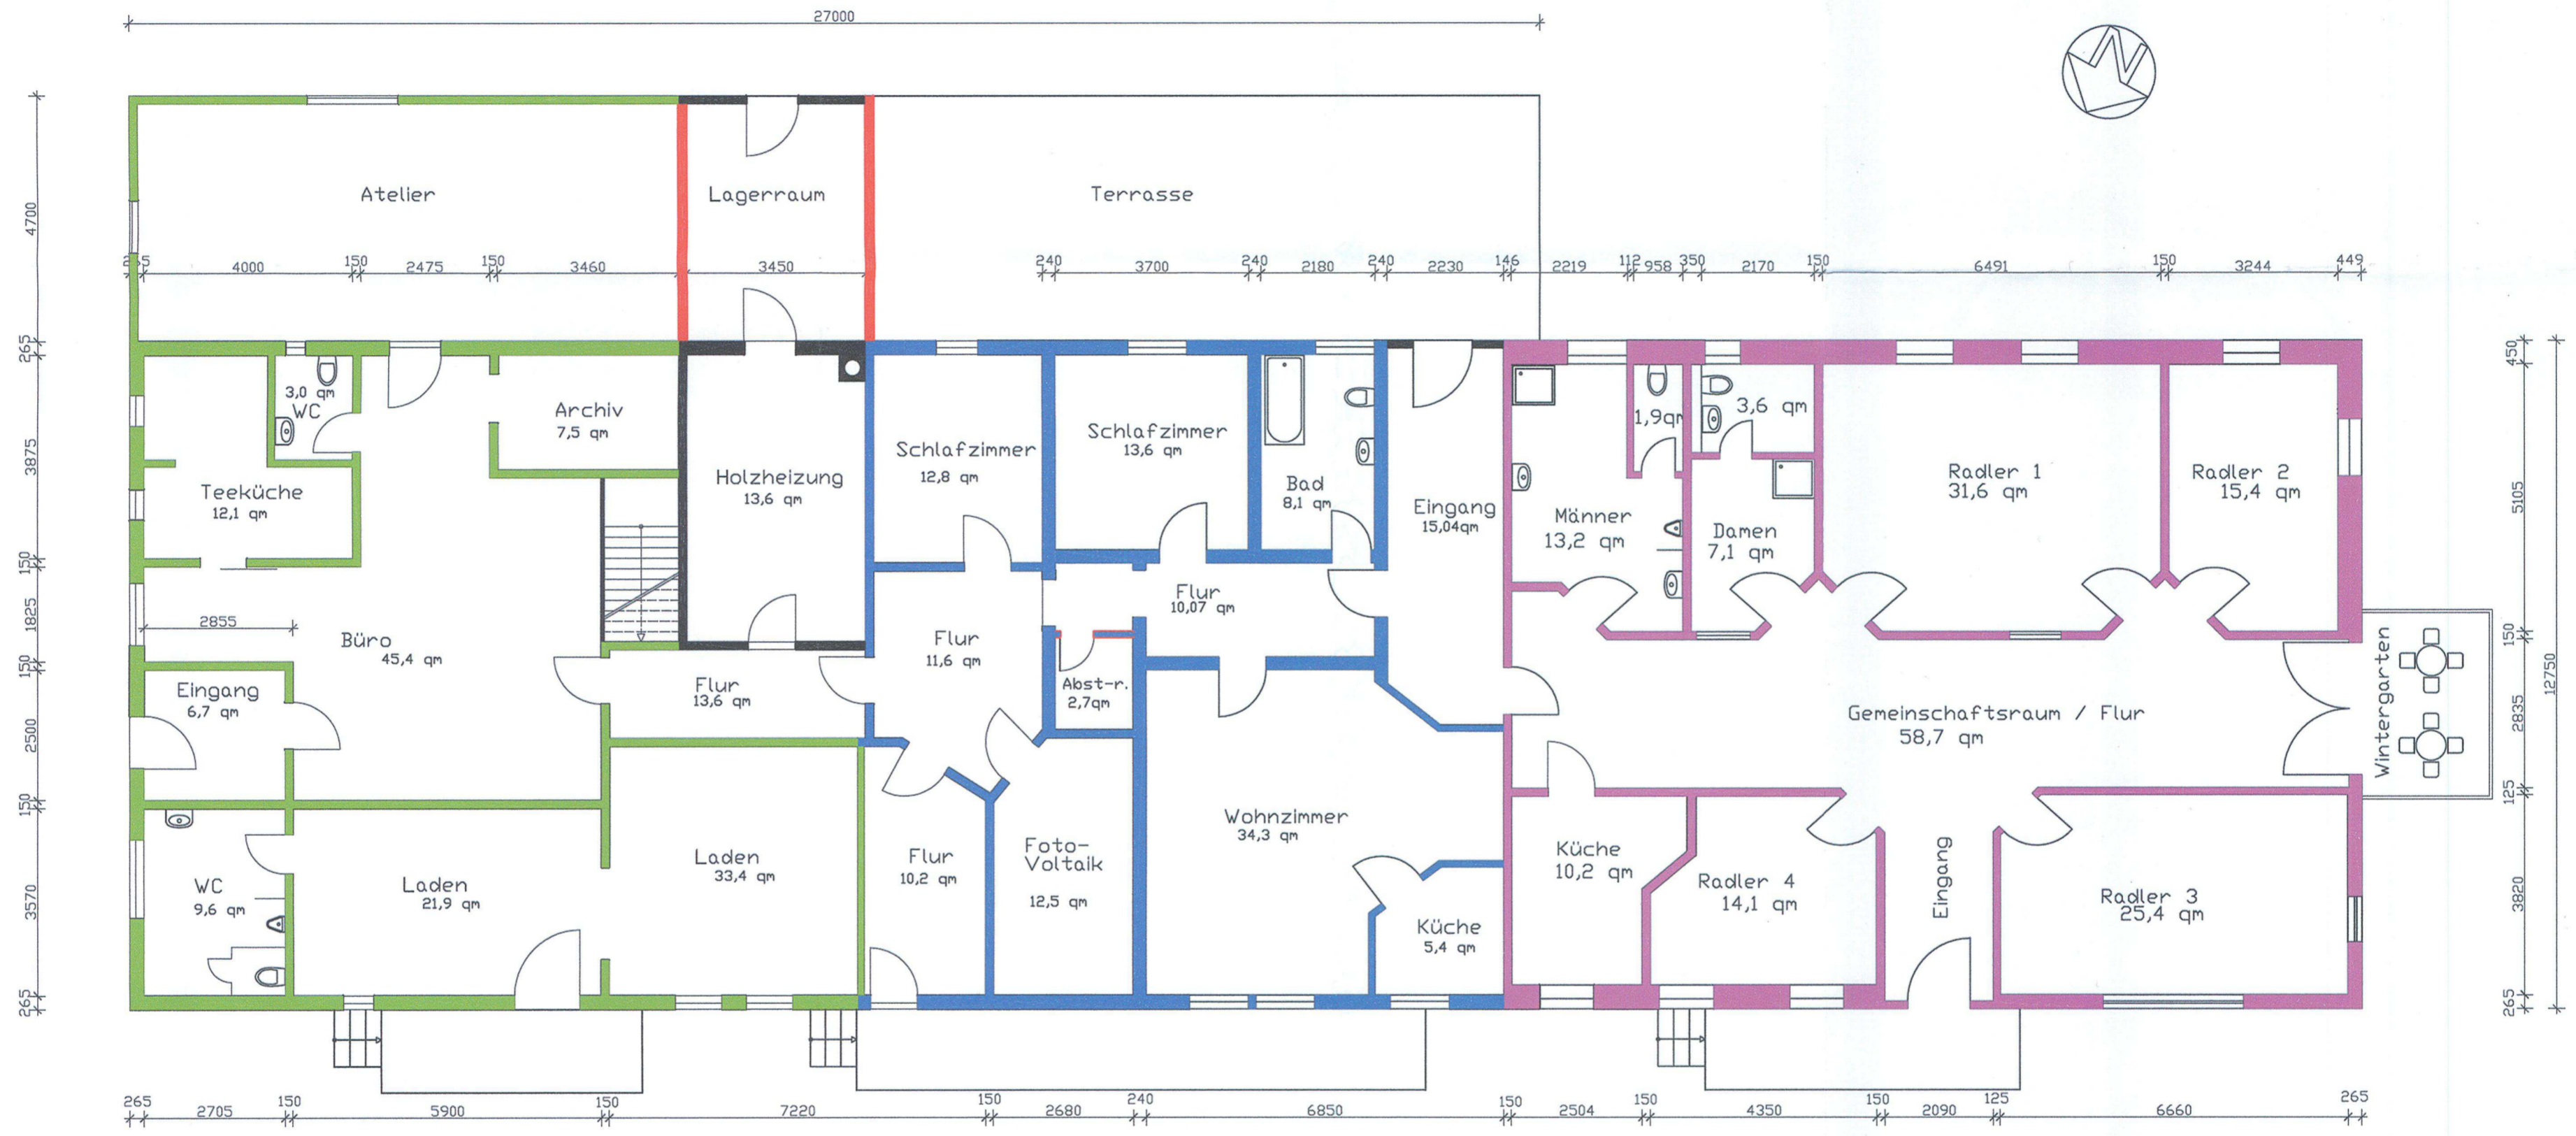 27000
N
4700
Atelier
Lagerraum
Terrasse
265 4000 150 2475 150 3460 3450 240 3700 240 2180 240 2230 146 2219 112 958 350 2170 150 6491 150 3244 449
265
3875
150
1825
150
2500
150
3570
265
3,0 qm
WC
Archiv
7,5 qm
Teeküche
12,1 qm
Holzheizung
13,6 qm
Schlafzimmer
12,8 qm
Schlafzimmer
13,6 qm
Bad
8,1 qm
Eingang
15,04qm
Männer
13,2 qm
1,9qm
3,6 qm
Damen
7,1 qm
Radler 1
31,6 qm
Radler 2
15,4 qm
2855
Büro
45,4 qm
Eingang
6,7 qm
Flur
13,6 qm
Flur
11,6 qm
Flur
10,07 qm
Abst-r.
2,7qm
Gemeinschaftsraum / Flur
58,7 qm
Wintergarten
WC
9,6 qm
Laden
21,9 qm
Laden
33,4 qm
Flur
10,2 qm
Foto-
Voltaik
12,5 qm
Wohnzimmer
34,3 qm
Küche
5,4 qm
Küche
10,2 qm
Radler 4
14,1 qm
Eingang
Radler 3
25,4 qm
450
5105
150
2835
125
3820
265
12750
265 2705 150 5900 150 7220 150 2680 240 6850 150 2504 150 4350 150 2090 125 6660 265